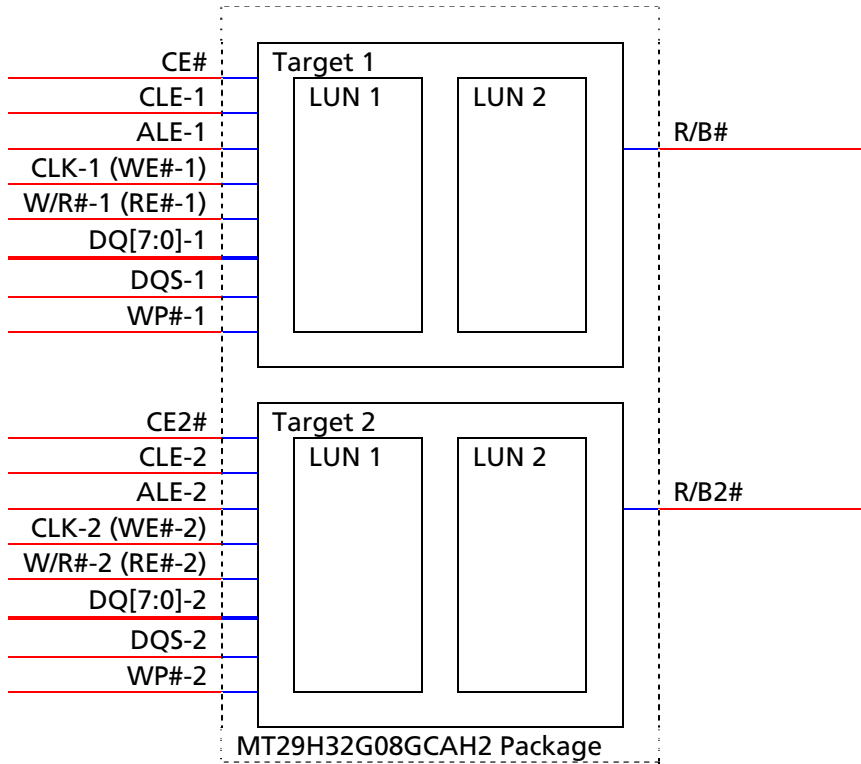 CE#
CLE-1
ALE-1
CLK-1 (WE#-1)
W/R#-1 (RE#-1)
DQ[7:0]-1
DQS-1
WP#-1
Target 1
LUN 1
LUN 2
R/B#
CE2#
CLE-2
ALE-2
CLK-2 (WE#-2)
W/R#-2 (RE#-2)
DQ[7:0]-2
DQS-2
WP#-2
Target 2
LUN 1
LUN 2
R/B2#
MT29H32G08GCAH2 Package